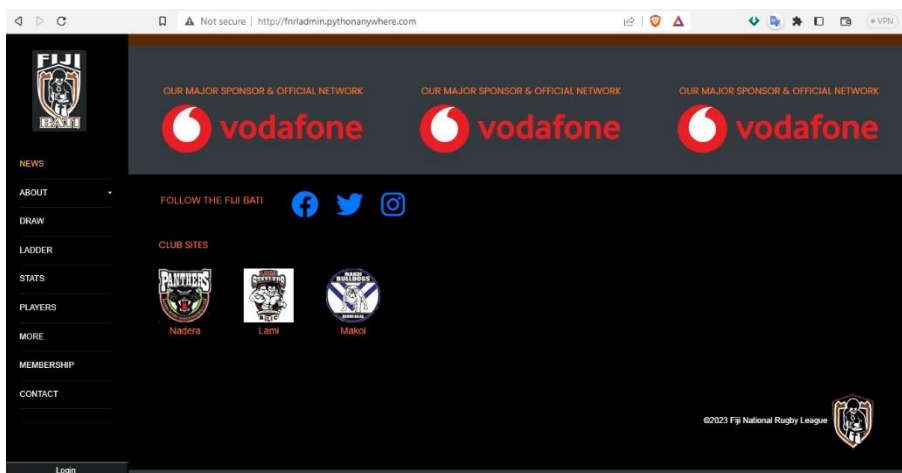 Not secure | http://fnrladmin.pythonanywhere.com
VPN
FIJI
BATI
NEWS
ABOUT
DRAW
LADDER
STATS
PLAYERS
MORE
MEMBERSHIP
CONTACT
Login
OUR MAJOR SPONSOR & OFFICIAL NETWORK
vodafone
OUR MAJOR SPONSOR & OFFICIAL NETWORK
vodafone
OUR MAJOR SPONSOR & OFFICIAL NETWORK
vodafone
FOLLOW THE FIJI BATI
CLUB SITES
PANTHERS
Nadera
STEELERS
Lami
MAKOI
BULLDOGS
Makoi
©2023 Fiji National Rugby League